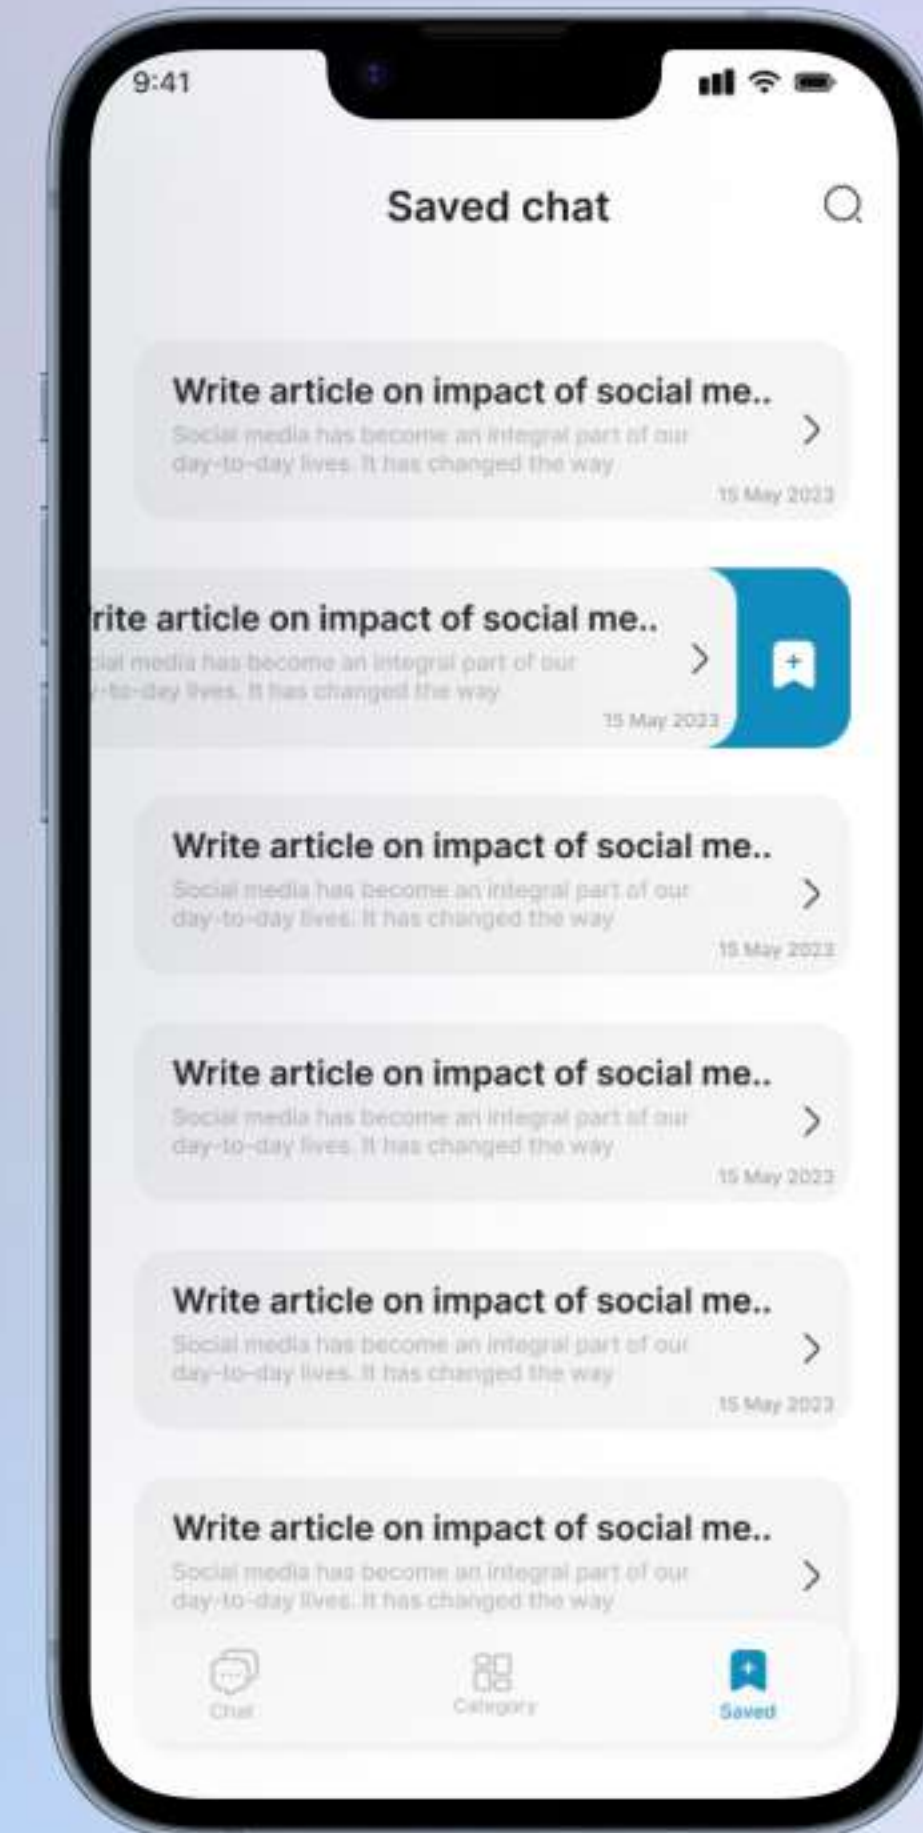 9:41
Saved chat
Write article on impact of social me..
Social media has become an integral part of our
day-to-day lives. It has changed the way
15 May 2023
rite article on impact of social me..
cial media has become an integral part of our
y-to-day lives. It has changed the way
15 May 2023
Write article on impact of social me..
Social media has become an integral part of our
day-to-day lives. It has changed the way
15 May 2023
Write article on impact of social me..
Social media has become an integral part of our
day-to-day lives. It has changed the way
15 May 2023
Write article on impact of social me..
Social media has become an integral part of our
day-to-day lives. It has changed the way
15 May 2023
Write article on impact of social me..
Social media has become an integral part of our
day-to-day lives. It has changed the way
Chat
Category
Saved